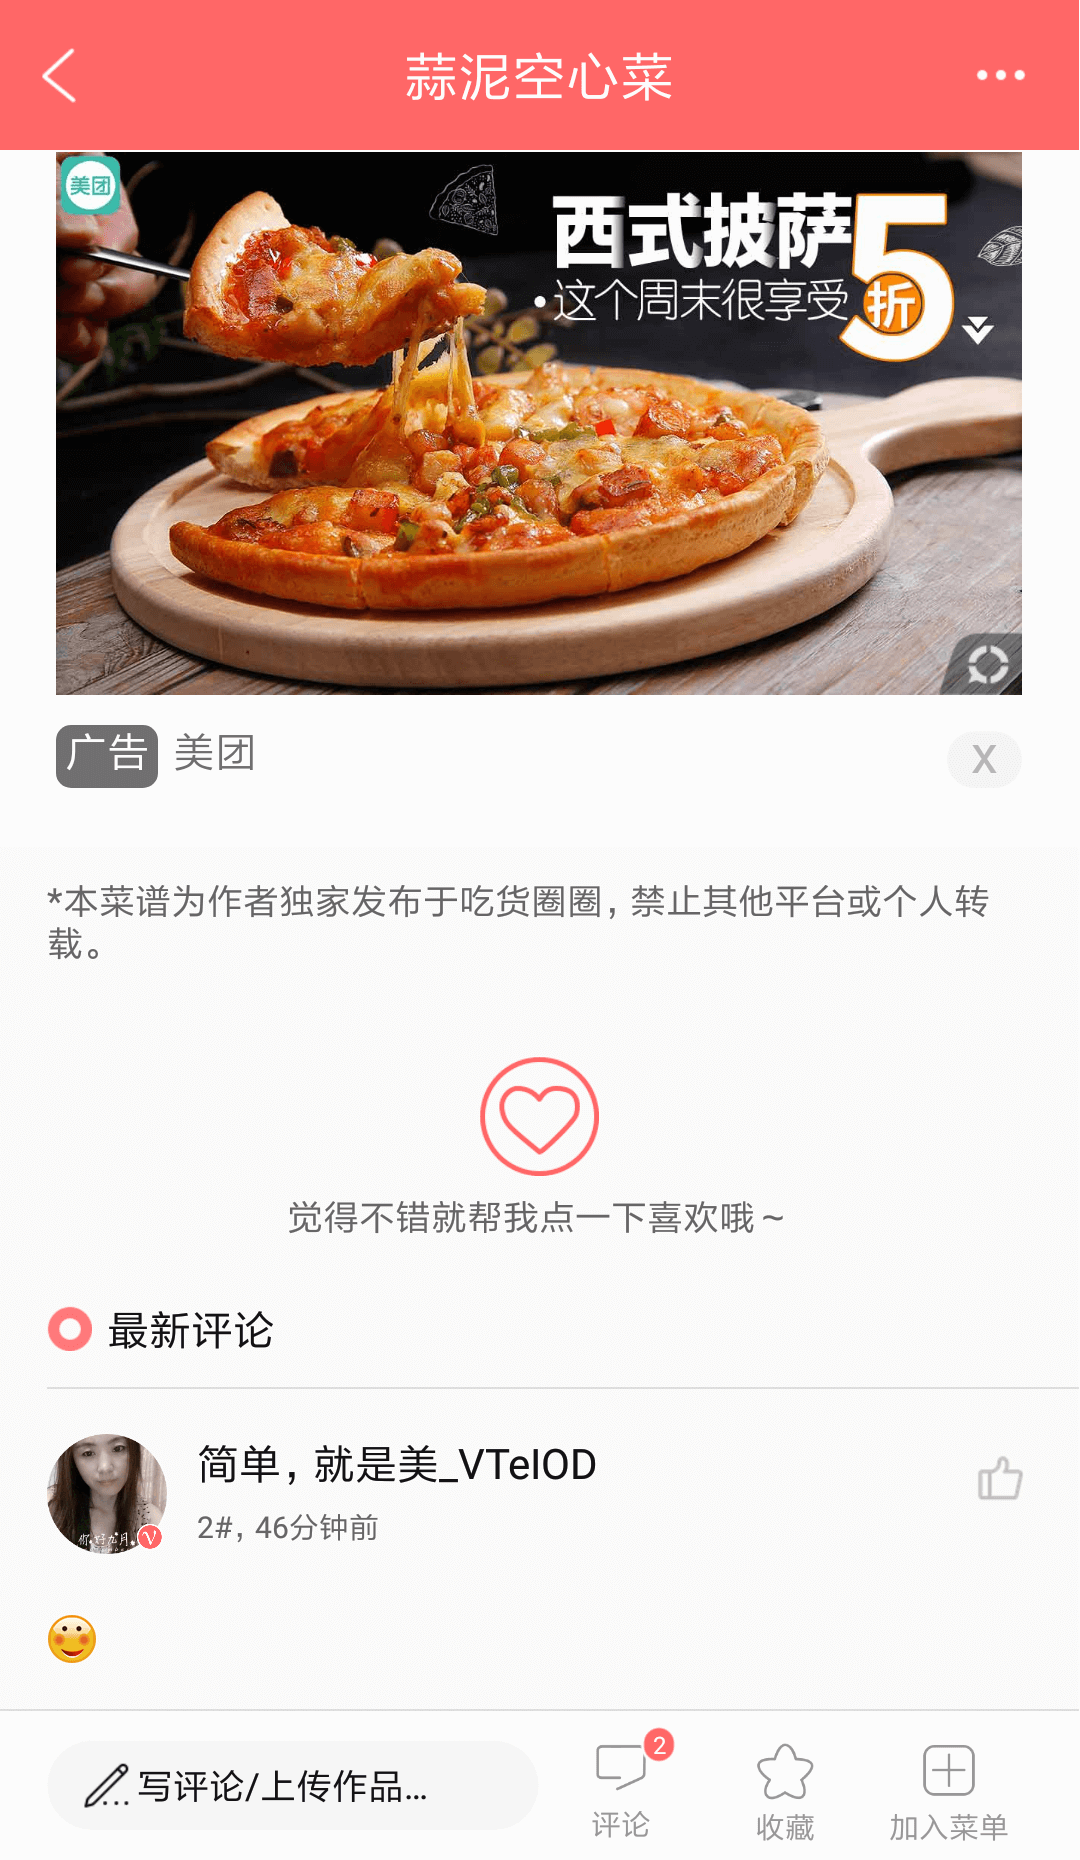 蒜泥空心菜
美团
西式披萨5折
•这个周末很享受
广告 美团
X
*本菜谱为作者独家发布于吃货圈圈,禁止其他平台或个人转
载。
觉得不错就帮我点一下喜欢哦~
最新评论
简单，就是美_VTeIOD
2#, 46分钟前
你好九月
V
写评论/上传作品...
2
评论
收藏
加入菜单